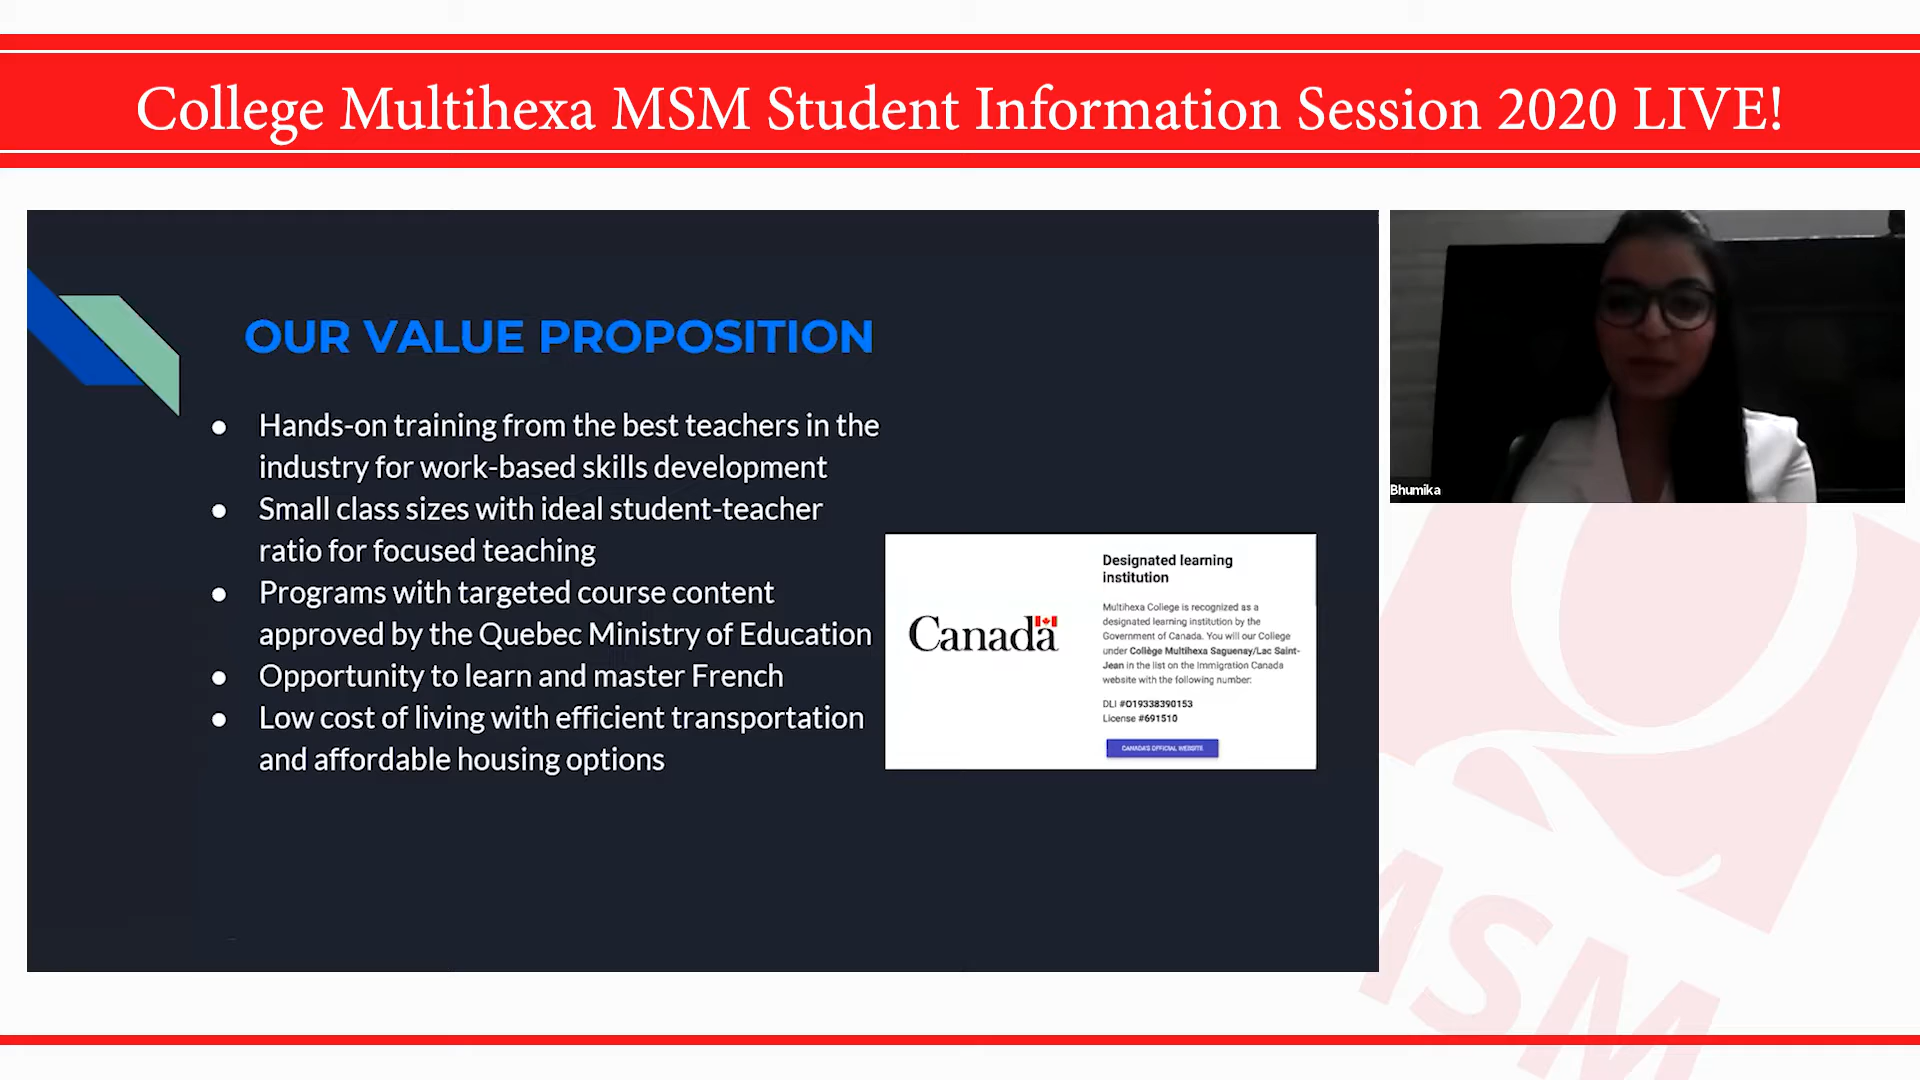 College Multihexa MSM Student Information Session 2020 LIVE!
OUR VALUE PROPOSITION
● Hands-on training from the best teachers in the
industry for work-based skills development
● Small class sizes with ideal student-teacher
ratio for focused teaching
● Programs with targeted course content
approved by the Quebec Ministry of Education
● Opportunity to learn and master French
● Low cost of living with efficient transportation
and affordable housing options
Canada
Designated learning
institution
Multihexa College is recognized as a
designated learning institution by the
Government of Canada. You will our College
under Collège Multihexa Saguenay/Lac Saint-
Jean in the list on the Immigration Canada
website with the following number:
DLI #O19338390153
License #691510
CANADA'S OFFICIAL WEBSITE
Bhumika
MSM